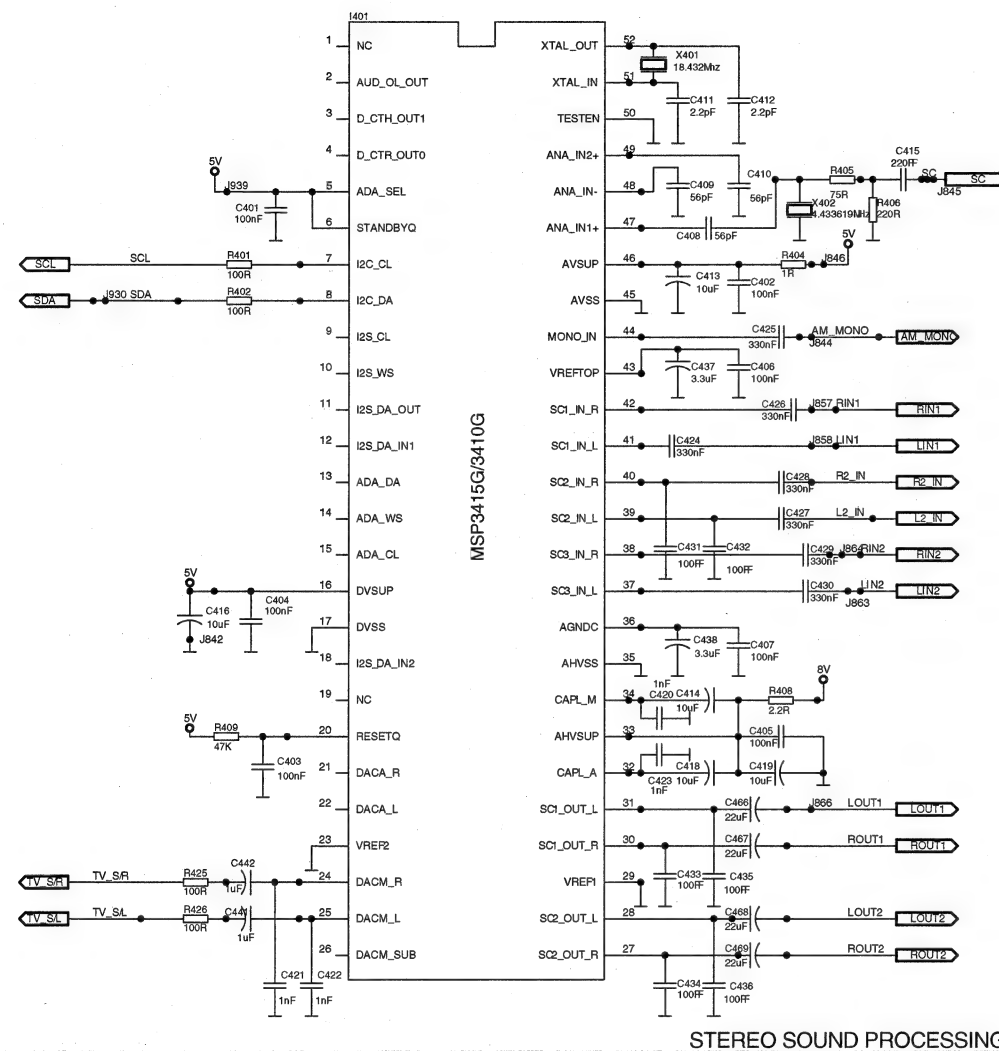 I401
1 NC
2 AUD_OL_OUT
3 D_CTH_OUT1
4 D_CTR_OUT0
5 ADA_SEL
6 STANDBYQ
7 I2C_CL
8 I2C_DA
9 I2S_CL
10 I2S_WS
11 I2S_DA_OUT
12 I2S_DA_IN1
13 ADA_DA
14 ADA_WS
15 ADA_CL
16 DVSUP
17 DVSS
18 I2S_DA_IN2
19 NC
20 RESETQ
21 DACA_R
22 DACA_L
23 VREF2
24 DACM_R
25 DACM_L
26 DACM_SUB
MSP3415G/3410G
XTAL_OUT 52
XTAL_IN 51
TESTEN 50
ANA_IN2+ 49
ANA_IN- 48
ANA_IN1+ 47
AVSUP 46
AVSS 45
MONO_IN 44
VREFTOP 43
SC1_IN_R 42
SC1_IN_L 41
SC2_IN_R 40
SC2_IN_L 39
SC3_IN_R 38
SC3_IN_L 37
AGNDC 36
AHVSS 35
CAPL_M 34
AHVSUP 33
CAPL_A 32
SC1_OUT_L 31
SC1_OUT_R 30
VREF1 29
SC2_OUT_L 28
SC2_OUT_R 27
5V
J939
C401
100nF
SCL SCL R401
100R
SDA J930 SDA R402
100R
5V
C416
10uF
J842
C404
100nF
5V
R409
47K
C403
100nF
TV_S/R TV_S/R R425
100R
C442
1uF
TV_S/L TV_S/L R426
100R
C441
1uF
C421
1nF
C422
1nF
X401
18.432Mhz
C411
2.2pF
C412
2.2pF
C409
56pF
C410
56pF
C408 56pF
R405
75R
C415
220FF
SC SC
J845
X402
4.433619MHz
R406
220R
5V
R404
1R
J846
C413
10uF
C402
100nF
C425
330nF
AM_MONO
J844
AM_MONO
C437
3.3uF
C406
100nF
C426
330nF
J857 RIN1 RIN1
C424
330nF
J858 LIN1 LIN1
C428
330nF
R2_IN R2_IN
C427
330nF
L2_IN L2_IN
C431
100FF
C432
100FF
C429
330nF
J864 RIN2 RIN2
C430
330nF
LIN2
J863
LIN2
C438
3.3uF
C407
100nF
8V
1nF
C420
C414
10uF
R408
2.2R
C405
100nF
C423
1nF
C418
10uF
C419
10uF
C466
22uF
J866 LOUT1 LOUT1
C467
22uF
ROUT1 ROUT1
C433
100FF
C435
100FF
C468
22uF
LOUT2 LOUT2
C469
22uF
ROUT2 ROUT2
C434
100FF
C436
100FF
STEREO SOUND PROCESSING